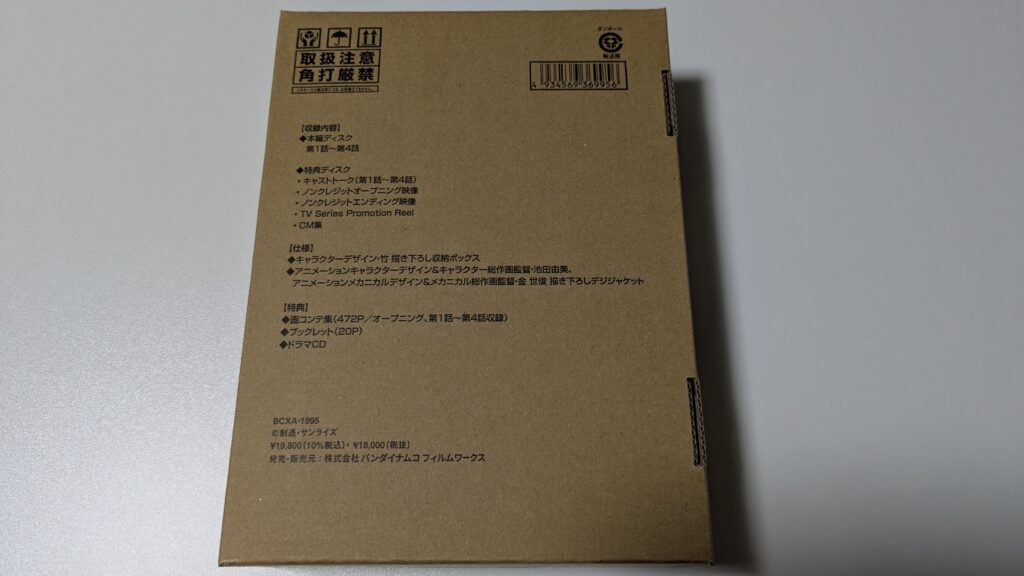 取扱注意
角打厳禁
ダンボール
輸送箱
4 934569 369956
【収録内容】
◆本編ディスク
第1話〜第4話
◆特典ディスク
・キャストトーク(第1話〜第4話)
・ノンクレジットオープニング映像
・ノンクレジットエンディング映像
・TV Series Promotion Reel
・CM集
【仕様】
◆キャラクターデザイン・竹 描き下ろし収納ボックス
◆アニメーションキャラクターデザイン&キャラクター総作画監督・池田由美、
アニメーションメカニカルデザイン&メカニカル総作画監督・金 世俊 描き下ろしデジジャケット
【特典】
◆画コンテ集(472P/オープニング、第1話〜第4話収録)
◆ブックレット(20P)
◆ドラマCD
BCXA-1995
©創通・サンライズ
¥19,800(10%税込)・¥18,000(税抜)
発売・販売元:株式会社 バンダイナムコ フィルムワークス